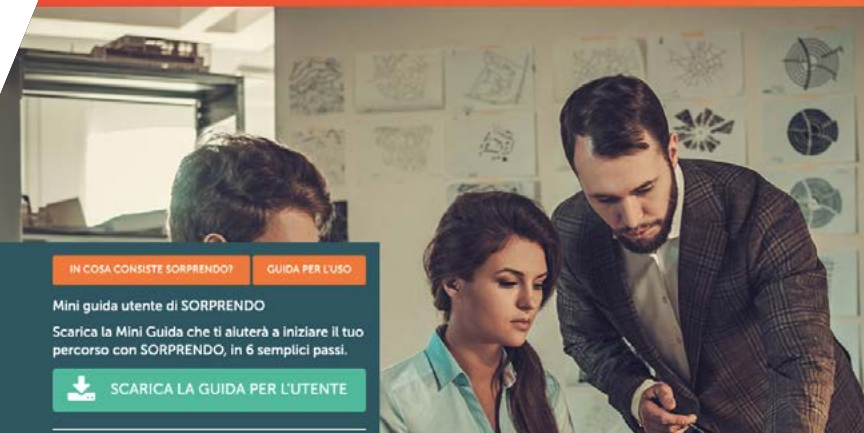 IN COSA CONSISTE SORPRENDO?
GUIDA PER L'USO
Mini guida utente di SORPRENDO
Scarica la Mini Guida che ti aiuterà a iniziare il tuo
percorso con SORPRENDO, in 6 semplici passi.
SCARICA LA GUIDA PER L'UTENTE